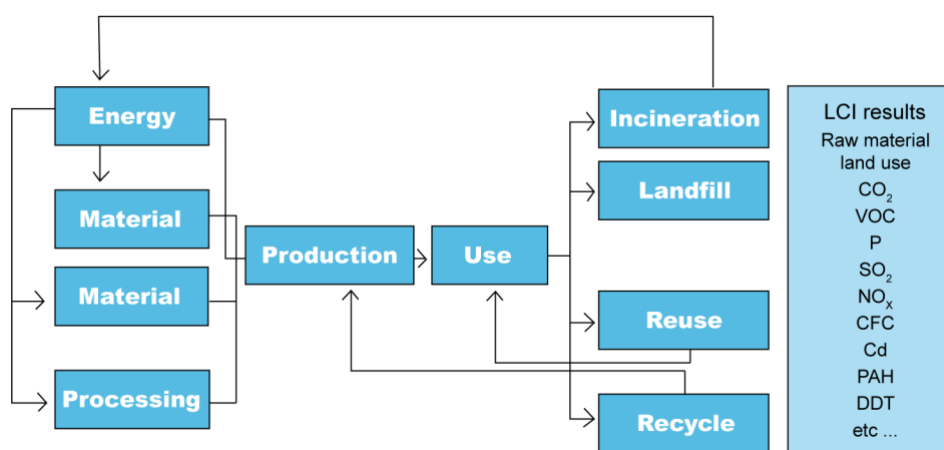 Energy
Material
Material
Processing
Production
Use
Incineration
Landfill
Reuse
Recycle
LCI results
Raw material
land use
CO₂
VOC
P
SO₂
NOₓ
CFC
Cd
PAH
DDT
etc ...